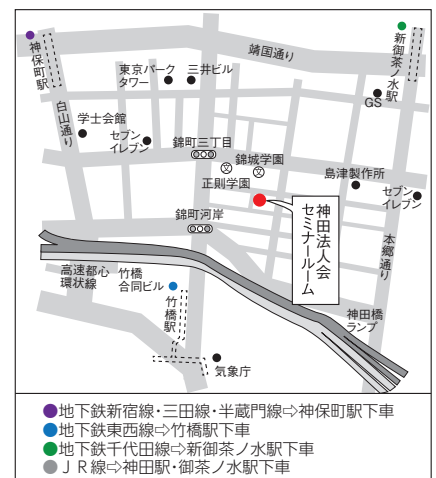 靖国通り
神保町駅
新御茶ノ水駅
東京パーク
タワー
三井ビル
白山通り
GS
学士会館
セブン
イレブン
錦町三丁目
錦城学園
正則学園
島津製作所
セブン
イレブン
神田法人会
セミナールーム
錦町河岸
本郷通り
高速都心
環状線
竹橋
合同ビル
竹橋駅
神田橋
ランプ
気象庁
●地下鉄新宿線・三田線・半蔵門線⇨神保町駅下車
●地下鉄東西線⇨竹橋駅下車
●地下鉄千代田線⇨新御茶ノ水駅下車
●JR線⇨神田駅・御茶ノ水駅下車